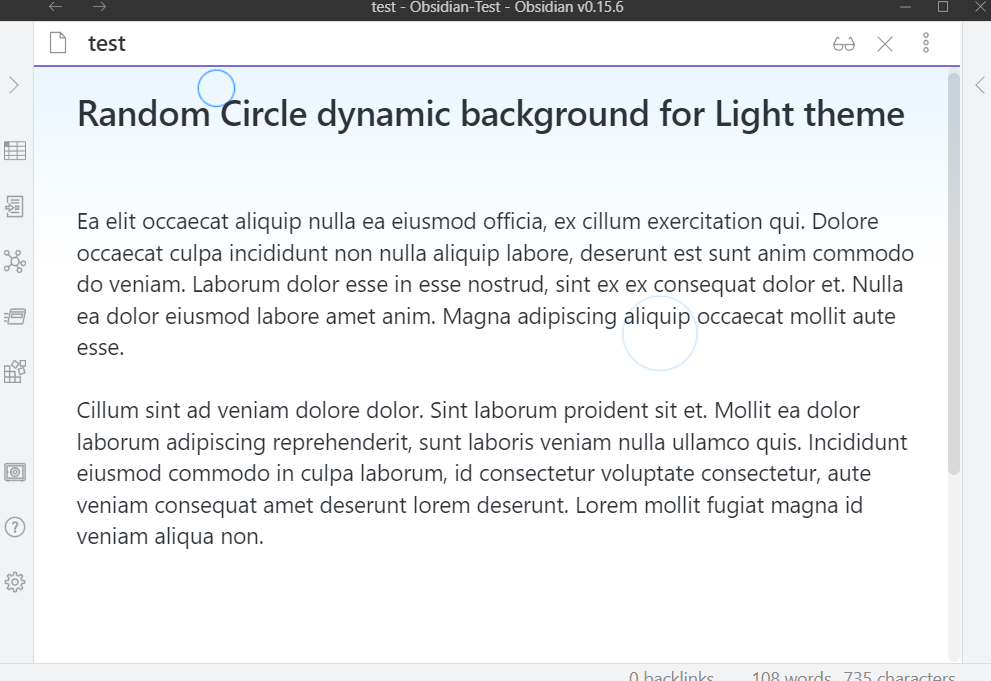 test - Obsidian-Test - Obsidian v0.15.6
test
Random Circle dynamic background for Light theme
Ea elit occaecat aliquip nulla ea eiusmod officia, ex cillum exercitation qui. Dolore
occaecat culpa incididunt non nulla aliquip labore, deserunt est sunt anim commodo
do veniam. Laborum dolor esse in esse nostrud, sint ex ex consequat dolor et. Nulla
ea dolor eiusmod labore amet anim. Magna adipiscing aliquip occaecat mollit aute
esse.
Cillum sint ad veniam dolore dolor. Sint laborum proident sit et. Mollit ea dolor
laborum adipiscing reprehenderit, sunt laboris veniam nulla ullamco quis. Incididunt
eiusmod commodo in culpa laborum, id consectetur voluptate consectetur, aute
veniam consequat amet deserunt lorem deserunt. Lorem mollit fugiat magna id
veniam aliqua non.
0 backlinks 108 words 735 characters